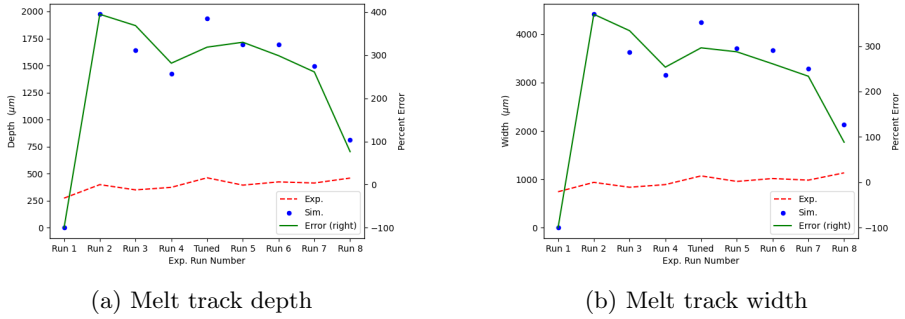 2000
1750
1500
1250
1000
750
500
250
0
Depth (μm)
400
300
200
100
0
−100
Percent Error
Exp.
Sim.
Error (right)
Run 1 Run 2 Run 3 Run 4 Tuned Run 5 Run 6 Run 7 Run 8
Exp. Run Number
(a) Melt track depth
4000
3000
2000
1000
0
Width (μm)
300
200
100
0
−100
Percent Error
Exp.
Sim.
Error (right)
Run 1 Run 2 Run 3 Run 4 Tuned Run 5 Run 6 Run 7 Run 8
Exp. Run Number
(b) Melt track width